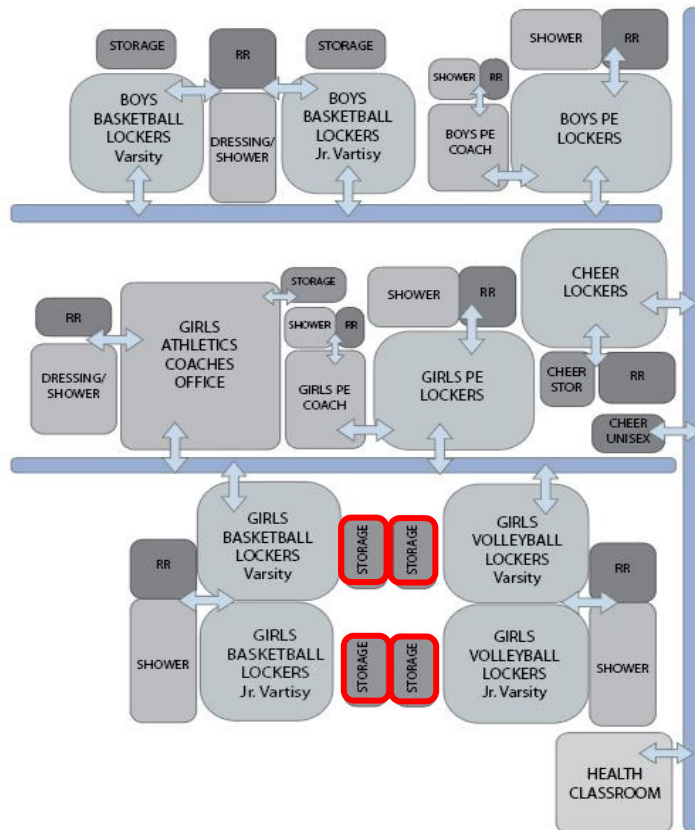 STORAGE
RR
STORAGE
BOYS
BASKETBALL
LOCKERS
Varsity
DRESSING/
SHOWER
BOYS
BASKETBALL
LOCKERS
Jr. Vartisy
SHOWER
RR
SHOWER
RR
BOYS PE
COACH
BOYS PE
LOCKERS
RR
DRESSING/
SHOWER
GIRLS
ATHLETICS
COACHES
OFFICE
STORAGE
SHOWER
RR
GIRLS PE
COACH
SHOWER
RR
GIRLS PE
LOCKERS
CHEER
LOCKERS
CHEER
STOR
RR
CHEER
UNISEX
GIRLS
BASKETBALL
LOCKERS
Varsity
STORAGE
STORAGE
GIRLS
VOLLEYBALL
LOCKERS
Varsity
RR
RR
SHOWER
GIRLS
BASKETBALL
LOCKERS
Jr. Vartisy
STORAGE
STORAGE
GIRLS
VOLLEYBALL
LOCKERS
Jr. Varsity
SHOWER
HEALTH
CLASSROOM